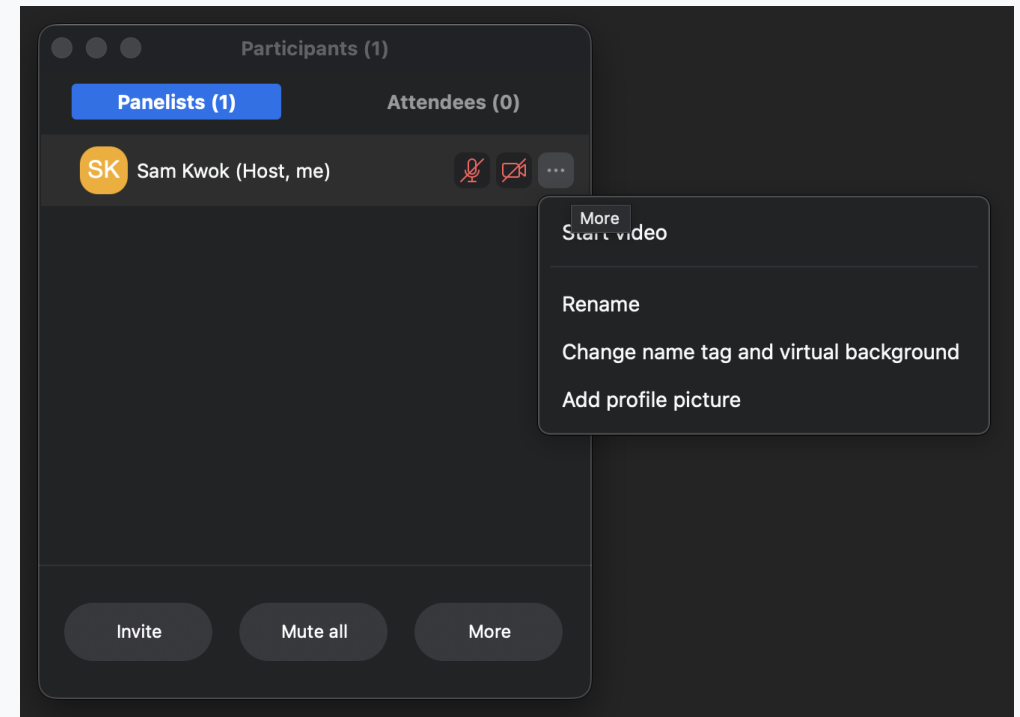 Participants (1)
Panelists (1)
Attendees (0)
SK
Sam Kwok (Host, me)
More
Start video
Rename
Change name tag and virtual background
Add profile picture
Invite
Mute all
More